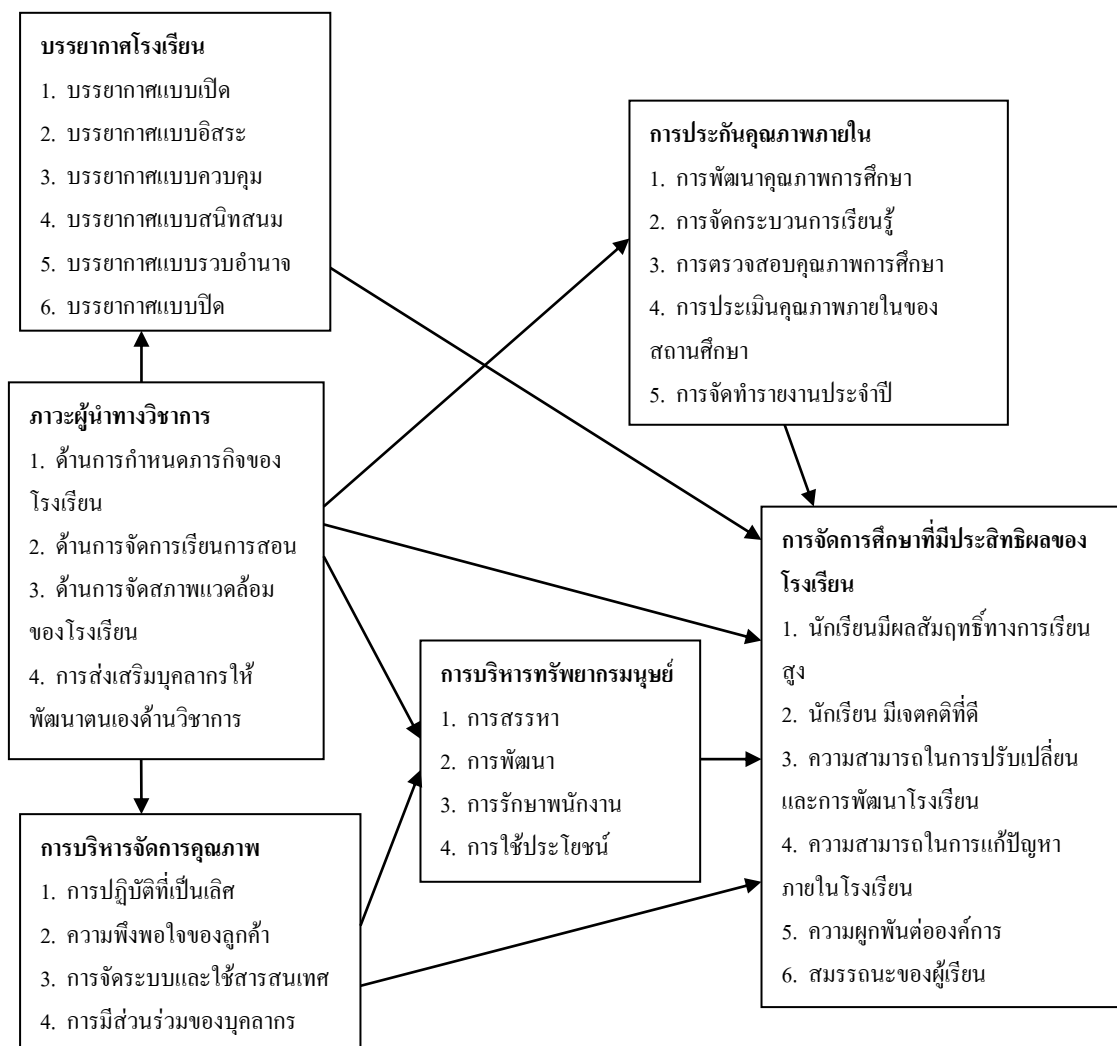 บรรยากาศโรงเรียน
1. บรรยากาศแบบเปิด
2. บรรยากาศแบบอิสระ
3. บรรยากาศแบบควบคุม
4. บรรยากาศแบบสนิทสนม
5. บรรยากาศแบบรวบอำนาจ
6. บรรยากาศแบบปิด
การประกันคุณภาพภายใน
1. การพัฒนาคุณภาพการศึกษา
2. การจัดกระบวนการเรียนรู้
3. การตรวจสอบคุณภาพการศึกษา
4. การประเมินคุณภาพภายในของ
สถานศึกษา
5. การจัดทำรายงานประจำปี
ภาวะผู้นำทางวิชาการ
1. ด้านการกำหนดภารกิจของ
โรงเรียน
2. ด้านการจัดการเรียนการสอน
3. ด้านการจัดสภาพแวดล้อม
ของโรงเรียน
4. การส่งเสริมบุคลากรให้
พัฒนาตนเองด้านวิชาการ
การจัดการศึกษาที่มีประสิทธิผลของ
โรงเรียน
1. นักเรียนมีผลสัมฤทธิ์ทางการเรียน
สูง
2. นักเรียน มีเจตคติที่ดี
3. ความสามารถในการปรับเปลี่ยน
และการพัฒนาโรงเรียน
4. ความสามารถในการแก้ปัญหา
ภายในโรงเรียน
5. ความผูกพันต่อองค์การ
6. สมรรถนะของผู้เรียน
การบริหารทรัพยากรมนุษย์
1. การสรรหา
2. การพัฒนา
3. การรักษาพนักงาน
4. การใช้ประโยชน์
การบริหารจัดการคุณภาพ
1. การปฏิบัติที่เป็นเลิศ
2. ความพึงพอใจของลูกค้า
3. การจัดระบบและใช้สารสนเทศ
4. การมีส่วนร่วมของบุคลากร